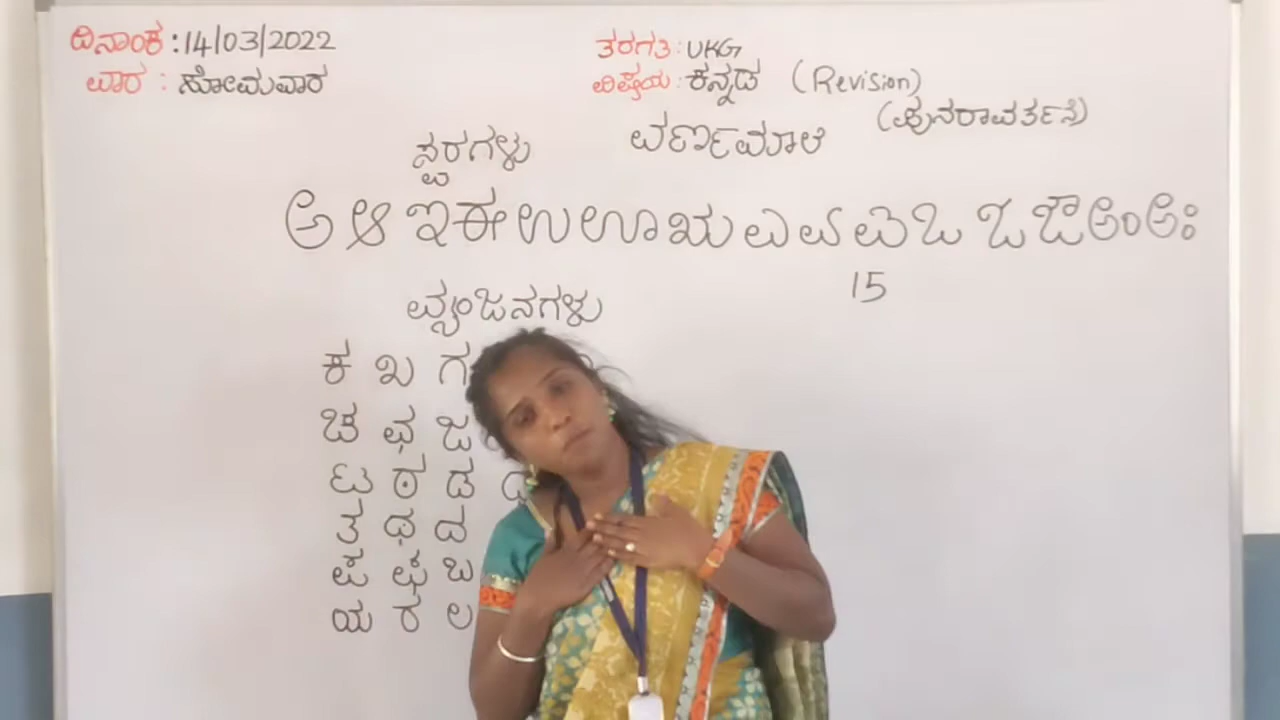 ದಿನಾಂಕ : 14/03/2022
ತರಗತಿ : UKG
ವಾರ : ಸೋಮವಾರ
ವಿಷಯ : ಕನ್ನಡ (Revision)
(ಪುನರಾವರ್ತನೆ)
ವರ್ಣಮಾಲೆ
ಸ್ವರಗಳು
ಅ ಆ ಇ ಈ ಉ ಊ ಋ ಎ ಏ ಐ ಒ ಓ ಔ ಅಂ ಅಃ
15
ವ್ಯಂಜನಗಳು
ಕ ಖ ಗ
ಚ ಛ ಜ
ಟ ಠ ಡ
ತ ಥ ದ
ಪ ಫ ಬ
ಯ ರ ಲ